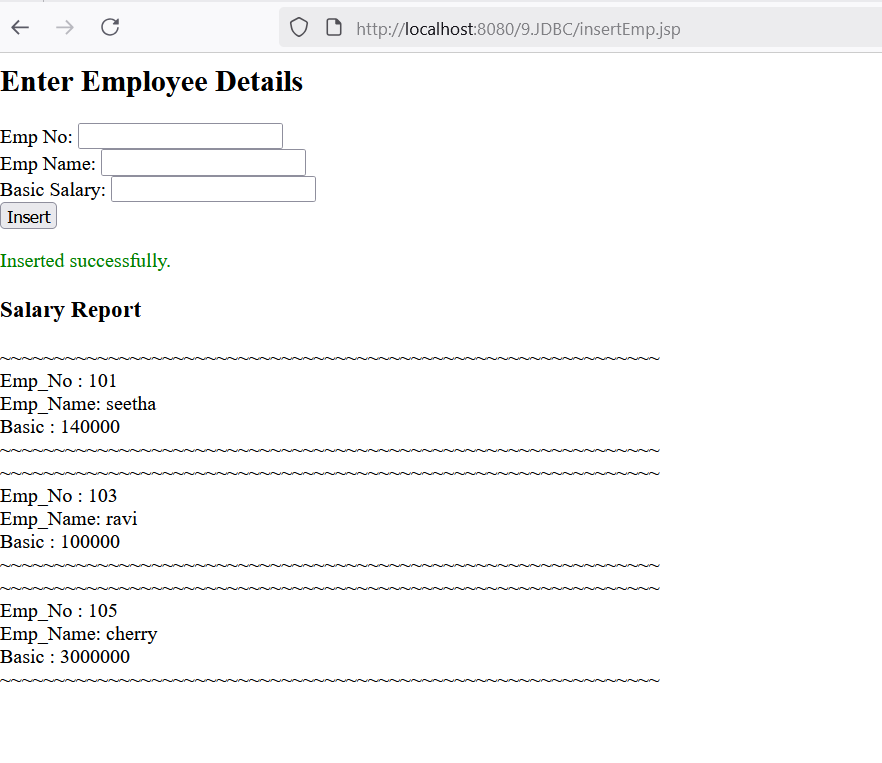 http://localhost:8080/9.JDBC/insertEmp.jsp
Enter Employee Details
Emp No:
Emp Name:
Basic Salary:
Insert
Inserted successfully.
Salary Report
~~~~~~~~~~~~~~~~~~~~~~~~~~~~~~~~~~~~~~~~~~~~~~~~~~~~~~~~~~~~~
Emp_No : 101
Emp_Name: seetha
Basic : 140000
~~~~~~~~~~~~~~~~~~~~~~~~~~~~~~~~~~~~~~~~~~~~~~~~~~~~~~~~~~~~~
~~~~~~~~~~~~~~~~~~~~~~~~~~~~~~~~~~~~~~~~~~~~~~~~~~~~~~~~~~~~~
Emp_No : 103
Emp_Name: ravi
Basic : 100000
~~~~~~~~~~~~~~~~~~~~~~~~~~~~~~~~~~~~~~~~~~~~~~~~~~~~~~~~~~~~~
~~~~~~~~~~~~~~~~~~~~~~~~~~~~~~~~~~~~~~~~~~~~~~~~~~~~~~~~~~~~~
Emp_No : 105
Emp_Name: cherry
Basic : 3000000
~~~~~~~~~~~~~~~~~~~~~~~~~~~~~~~~~~~~~~~~~~~~~~~~~~~~~~~~~~~~~